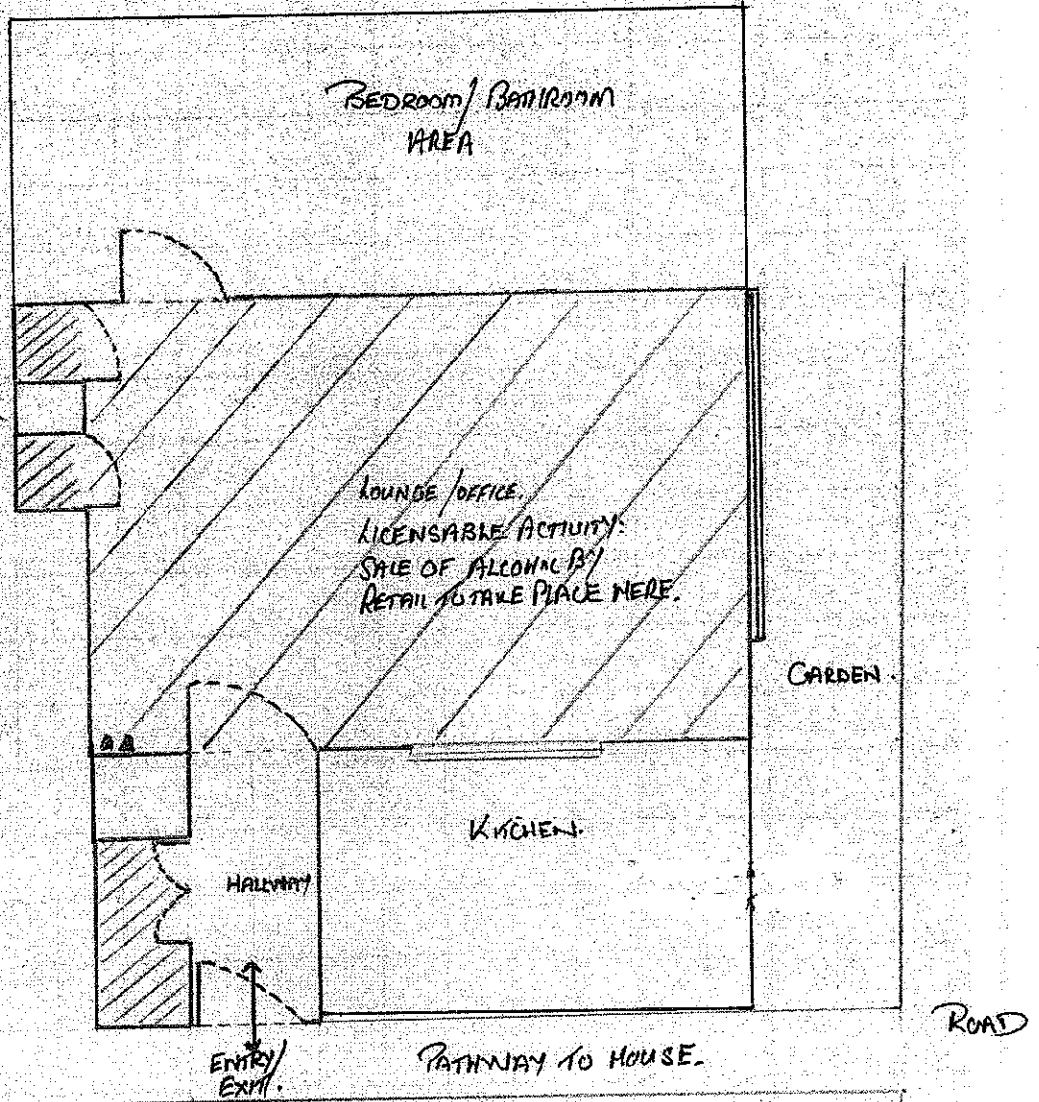 BEDROOM/BATHROOM
AREA
LOUNGE/OFFICE.
LICENSABLE ACTIVITY:
SALE OF ALCOHOL BY
RETAIL TO TAKE PLACE HERE.
GARDEN.
KITCHEN.
HALLWAY
ROAD
ENTRY/
EXIT.
PATHWAY TO HOUSE.